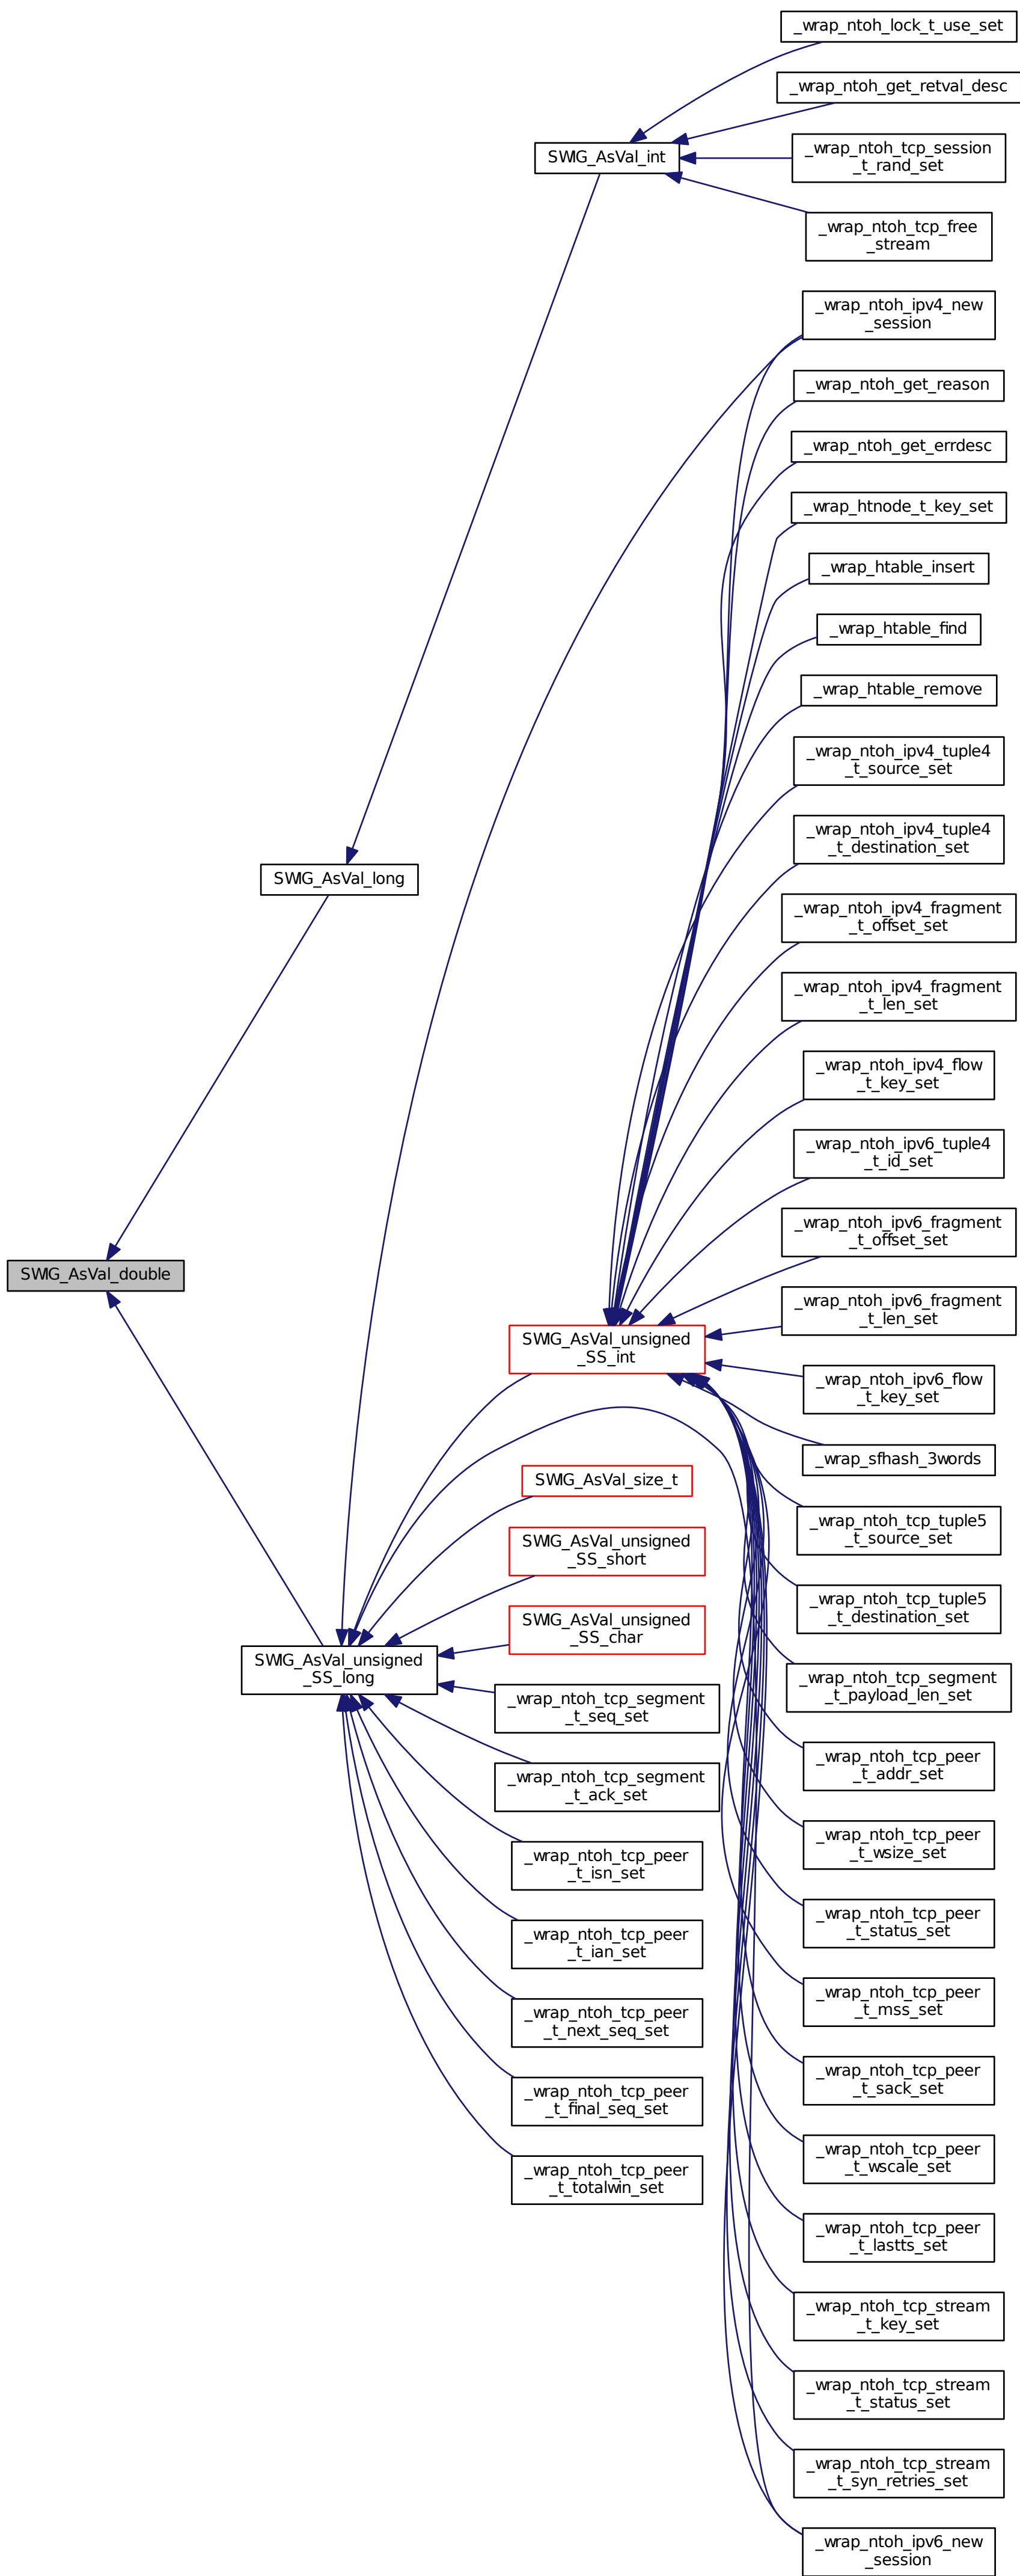 _wrap_ntoh_lock_t_use_set
_wrap_ntoh_get_retval_desc
SWIG_AsVal_int
_wrap_ntoh_tcp_session
_t_rand_set
_wrap_ntoh_tcp_free
_stream
_wrap_ntoh_ipv4_new
_session
_wrap_ntoh_get_reason
_wrap_ntoh_get_errdesc
_wrap_htnode_t_key_set
_wrap_htable_insert
_wrap_htable_find
_wrap_htable_remove
_wrap_ntoh_ipv4_tuple4
_t_source_set
_wrap_ntoh_ipv4_tuple4
_t_destination_set
SWIG_AsVal_long
_wrap_ntoh_ipv4_fragment
_t_offset_set
_wrap_ntoh_ipv4_fragment
_t_len_set
_wrap_ntoh_ipv4_flow
_t_key_set
_wrap_ntoh_ipv6_tuple4
_t_id_set
_wrap_ntoh_ipv6_fragment
_t_offset_set
SWIG_AsVal_double
_wrap_ntoh_ipv6_fragment
_t_len_set
SWIG_AsVal_unsigned
_SS_int
_wrap_ntoh_ipv6_flow
_t_key_set
_wrap_sfhash_3words
SWIG_AsVal_size_t
_wrap_ntoh_tcp_tuple5
_t_source_set
SWIG_AsVal_unsigned
_SS_short
_wrap_ntoh_tcp_tuple5
_t_destination_set
SWIG_AsVal_unsigned
_SS_char
SWIG_AsVal_unsigned
_SS_long
_wrap_ntoh_tcp_segment
_t_payload_len_set
_wrap_ntoh_tcp_segment
_t_seq_set
_wrap_ntoh_tcp_peer
_t_addr_set
_wrap_ntoh_tcp_segment
_t_ack_set
_wrap_ntoh_tcp_peer
_t_wsize_set
_wrap_ntoh_tcp_peer
_t_isn_set
_wrap_ntoh_tcp_peer
_t_status_set
_wrap_ntoh_tcp_peer
_t_ian_set
_wrap_ntoh_tcp_peer
_t_mss_set
_wrap_ntoh_tcp_peer
_t_next_seq_set
_wrap_ntoh_tcp_peer
_t_sack_set
_wrap_ntoh_tcp_peer
_t_final_seq_set
_wrap_ntoh_tcp_peer
_t_wscale_set
_wrap_ntoh_tcp_peer
_t_totalwin_set
_wrap_ntoh_tcp_peer
_t_lastts_set
_wrap_ntoh_tcp_stream
_t_key_set
_wrap_ntoh_tcp_stream
_t_status_set
_wrap_ntoh_tcp_stream
_t_syn_retries_set
_wrap_ntoh_ipv6_new
_session